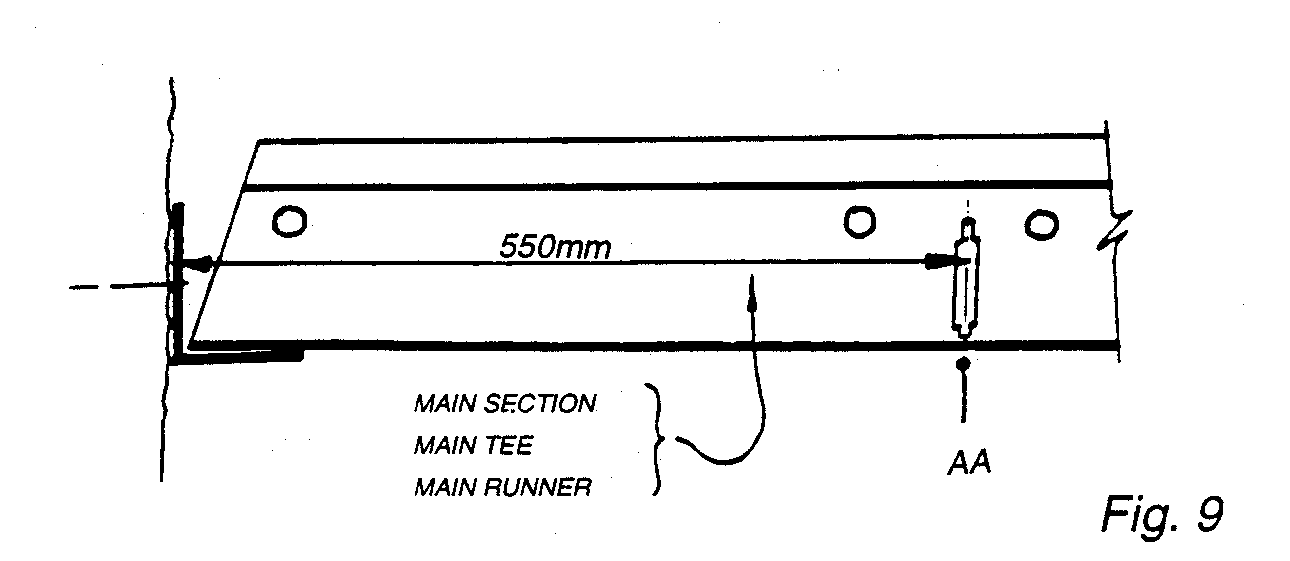 550mm
MAIN SECTION
MAIN TEE
MAIN RUNNER
AA
Fig. 9